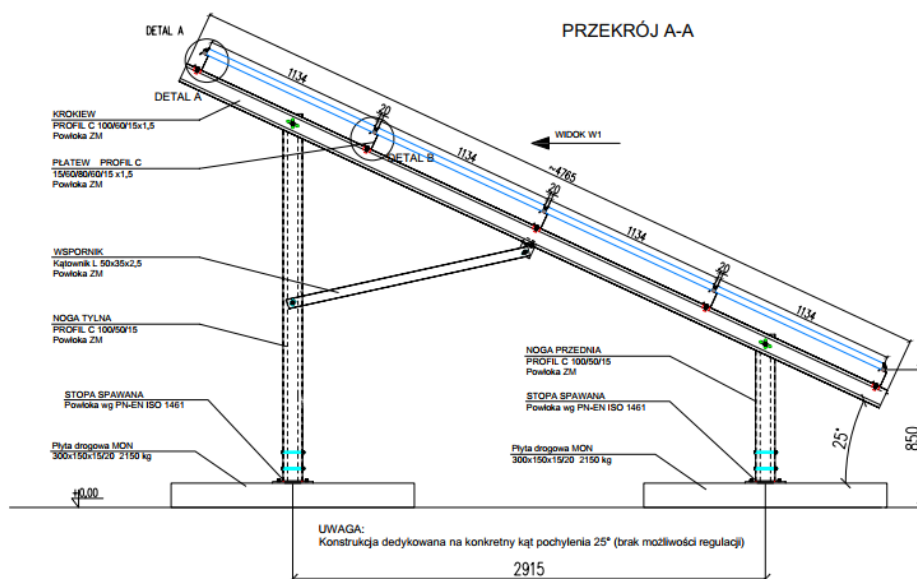 PRZEKRÓJ A-A
DETAL A
1134
DETAL A
20
KROKIEW
PROFIL C 100/60/15x1,5
Powłoka ZM
WIDOK W1
DETAL B
1134
~4765
PŁATEW PROFIL C
15/60/80/60/15 x1,5
Powłoka ZM
20
1134
WSPORNIK
Kątownik L 50x35x2,5
Powłoka ZM
20
1134
NOGA TYLNA
PROFIL C 100/50/15
Powłoka ZM
NOGA PRZEDNIA
PROFIL C 100/50/15
Powłoka ZM
STOPA SPAWANA
Powłoka wg PN-EN ISO 1461
STOPA SPAWANA
Powłoka wg PN-EN ISO 1461
25°
850
Płyta drogowa MON
300x150x15/20 2150 kg
Płyta drogowa MON
300x150x15/20 2150 kg
±0,00
UWAGA:
Konstrukcja dedykowana na konkretny kąt pochylenia 25° (brak możliwości regulacji)
2915